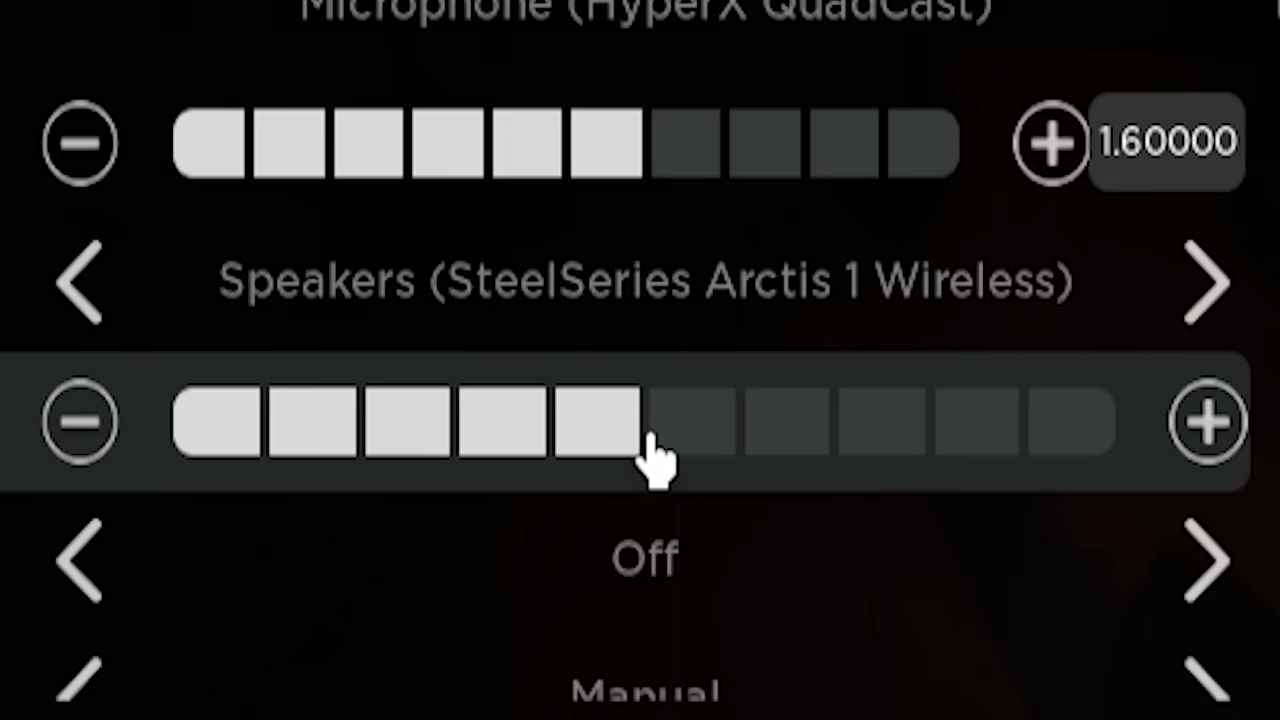 Microphone (HyperX QuadCast)
1.60000
Speakers (SteelSeries Arctis 1 Wireless)
Off
Manual